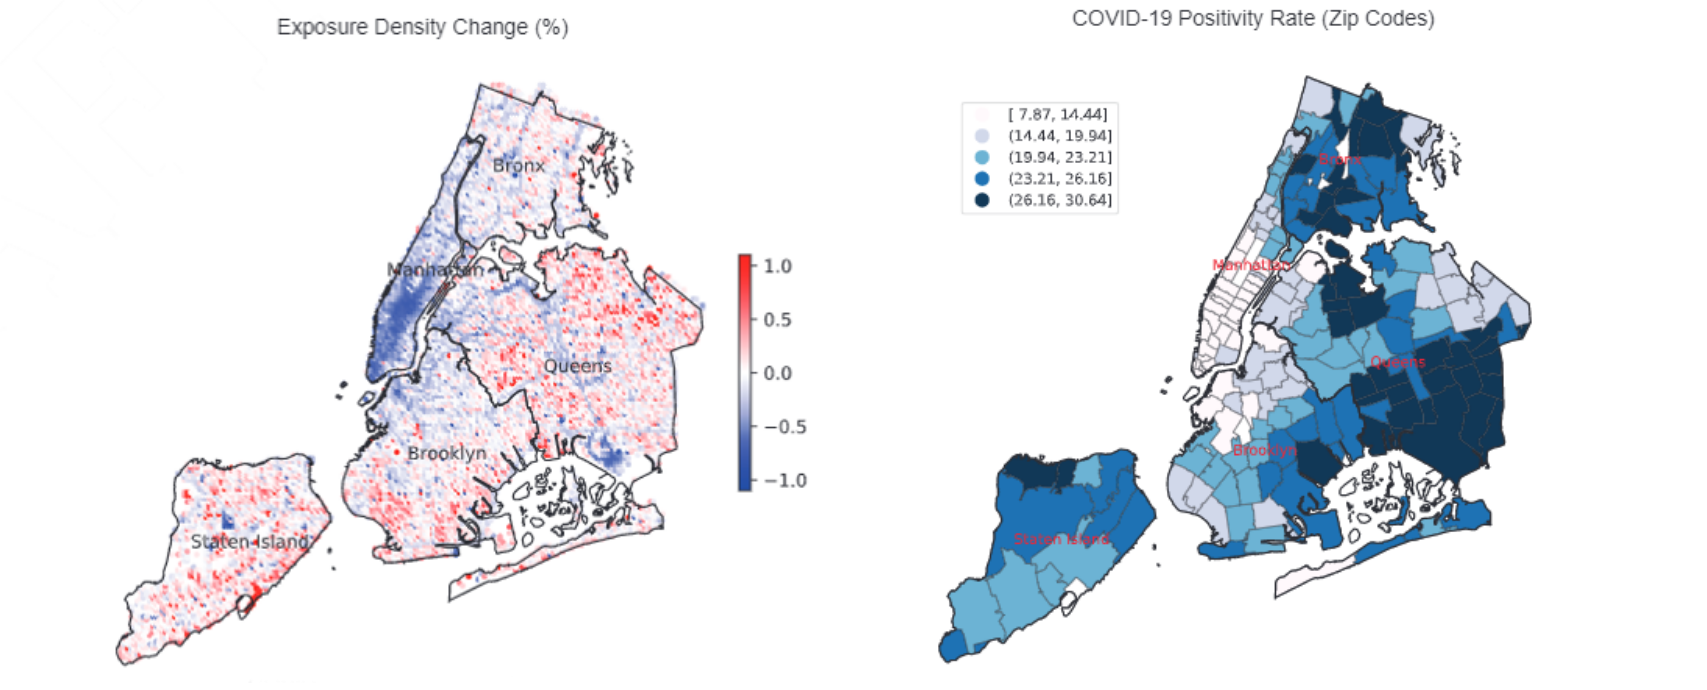 Exposure Density Change (%)
Bronx
Manhattan
Queens
Brooklyn
Staten Island
1.0
0.5
0.0
−0.5
−1.0
COVID-19 Positivity Rate (Zip Codes)
[ 7.87, 14.44]
(14.44, 19.94]
(19.94, 23.21]
(23.21, 26.16]
(26.16, 30.64]
Bronx
Manhattan
Queens
Brooklyn
Staten Island